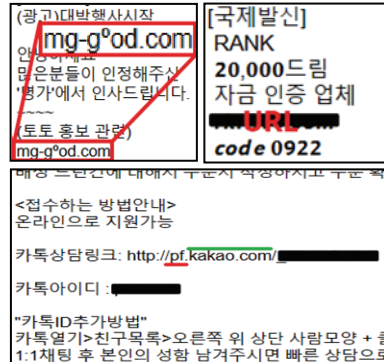 (광고)대박행사시작
mg-gºod.com
안녕하세요
많은분들이 인정해주신
'명가'에서 인사드립니다.
~~~~
(토토 홍보 관련)
mg-gºod.com
[국제발신]
RANK
20,000드림
자금 인증 업체
URL
code 0922
<접수하는 방법안내>
온라인으로 지원가능
카톡상담링크: http://pf.kakao.com/_
카톡아이디 :
"카톡ID추가방법"
카톡열기>친구목록>오른쪽 위 상단 사람모양 +
1:1채팅 후 본인의 성함 남겨주시면 빠른 상담으로